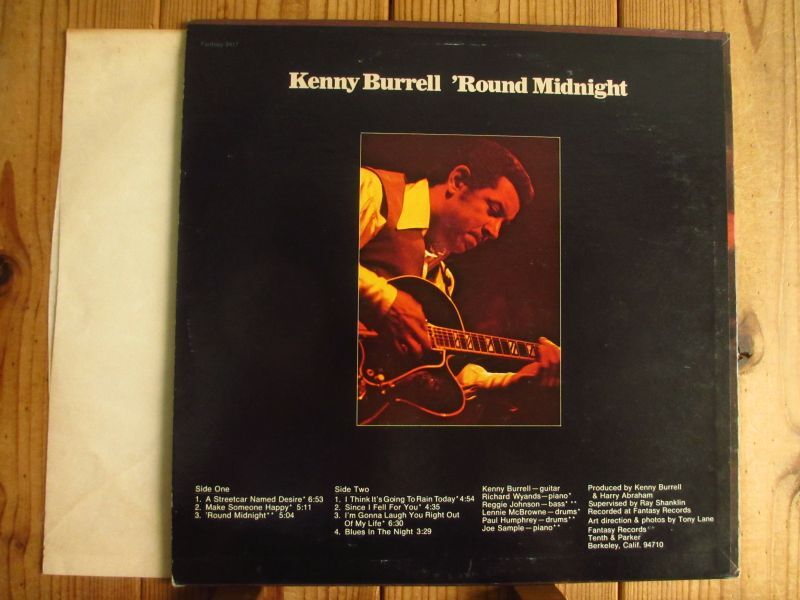 Fantasy 9417
Kenny Burrell 'Round Midnight
Side One
1. A Streetcar Named Desire* 6:53
2. Make Someone Happy* 5:11
3. 'Round Midnight** 5:04
Side Two
1. I Think It's Going To Rain Today* 4:54
2. Since I Fell For You* 4:35
3. I'm Gonna Laugh You Right Out
Of My Life* 6:30
4. Blues In The Night 3:29
Kenny Burrell—guitar
Richard Wyands—piano*
Reggie Johnson—bass* **
Lennie McBrowne—drums*
Paul Humphrey—drums**
Joe Sample—piano**
Produced by Kenny Burrell
& Harry Abraham
Supervised by Ray Shanklin
Recorded at Fantasy Records
Art direction & photos by Tony Lane
Fantasy Records
Tenth & Parker
Berkeley, Calif. 94710